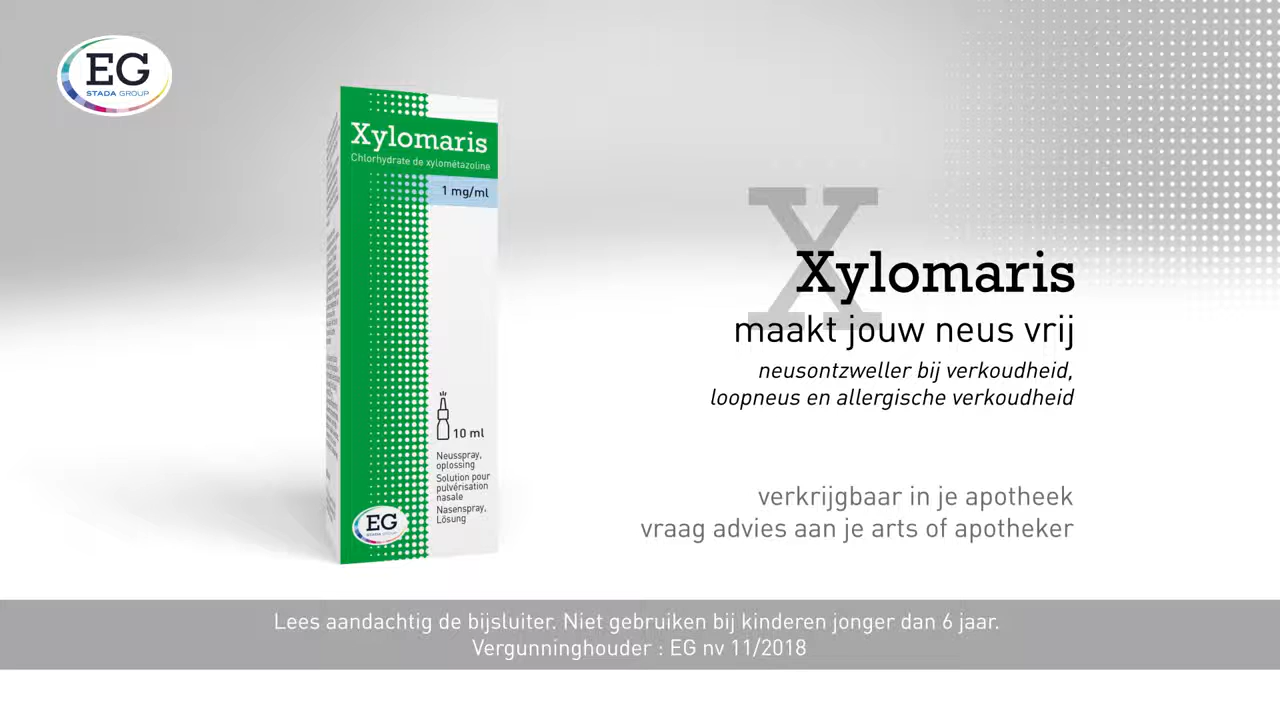 EG
STADA GROUP
Xylomaris
Chlorhydrate de xylométazoline
1 mg/ml
10 ml
Neusspray,
oplossing
Solution pour
pulvérisation
nasale
Nasenspray,
Lösung
EG
STADA GROUP
X
Xylomaris
maakt jouw neus vrij
neusontzweller bij verkoudheid,
loopneus en allergische verkoudheid
verkrijgbaar in je apotheek
vraag advies aan je arts of apotheker
Lees aandachtig de bijsluiter. Niet gebruiken bij kinderen jonger dan 6 jaar.
Vergunninghouder : EG nv 11/2018